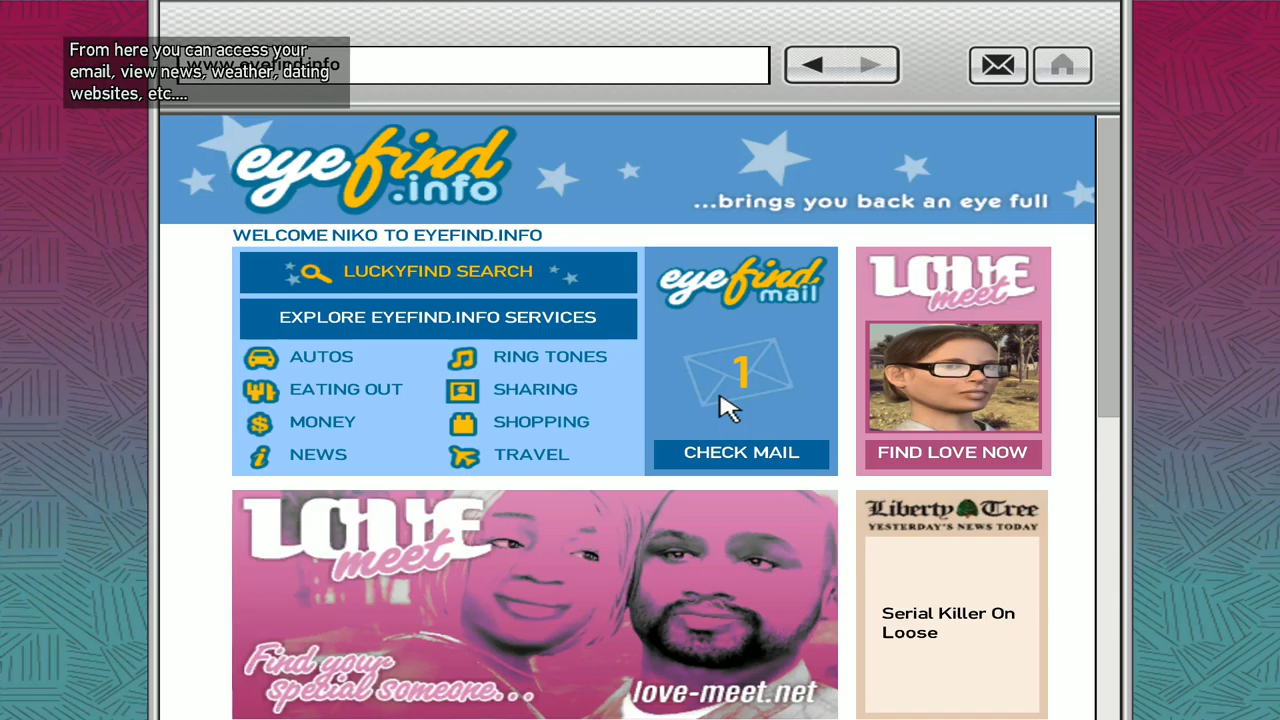 From here you can access your
email, view news, weather, dating
websites, etc....
www.eyefind.info
eyefind
.info
...brings you back an eye full
WELCOME NIKO TO EYEFIND.INFO
LUCKYFIND SEARCH
EXPLORE EYEFIND.INFO SERVICES
AUTOS
RING TONES
EATING OUT
SHARING
MONEY
SHOPPING
NEWS
TRAVEL
eyefind
mail
1
CHECK MAIL
LOVE
meet
FIND LOVE NOW
LOVE
meet
Find your
special someone...
love-meet.net
Liberty Tree
YESTERDAY'S NEWS TODAY
Serial Killer On
Loose